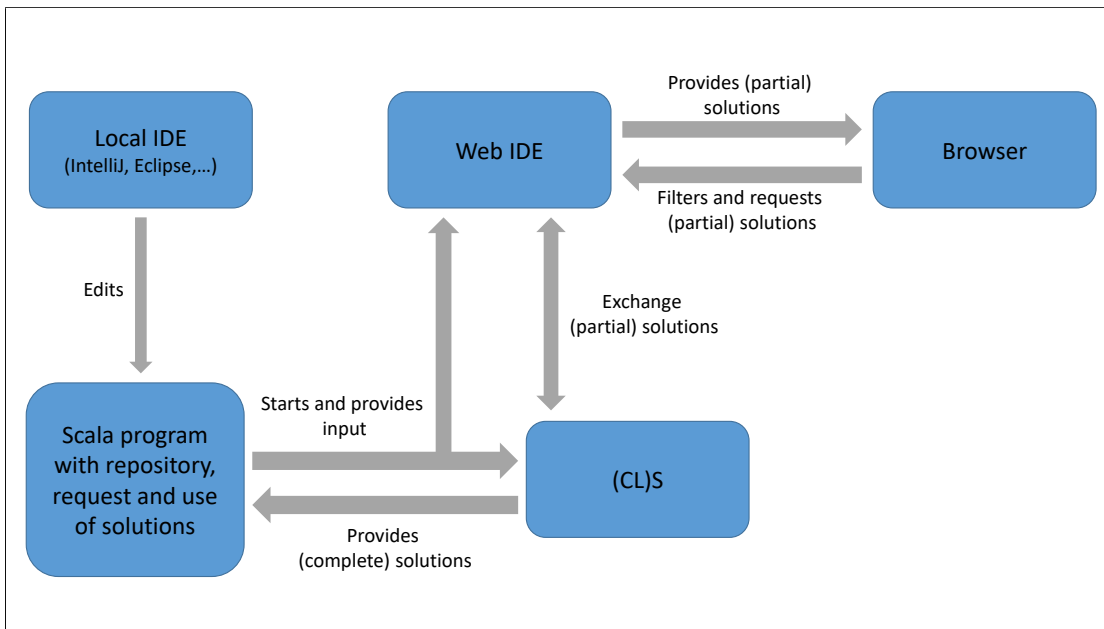 Provides (partial)
solutions
Local IDE
(IntelliJ, Eclipse,...)
Web IDE
Browser
Filters and requests
(partial) solutions
Edits
Exchange
(partial) solutions
Starts and provides
input
Scala program
with repository,
request and use
of solutions
(CL)S
Provides
(complete) solutions